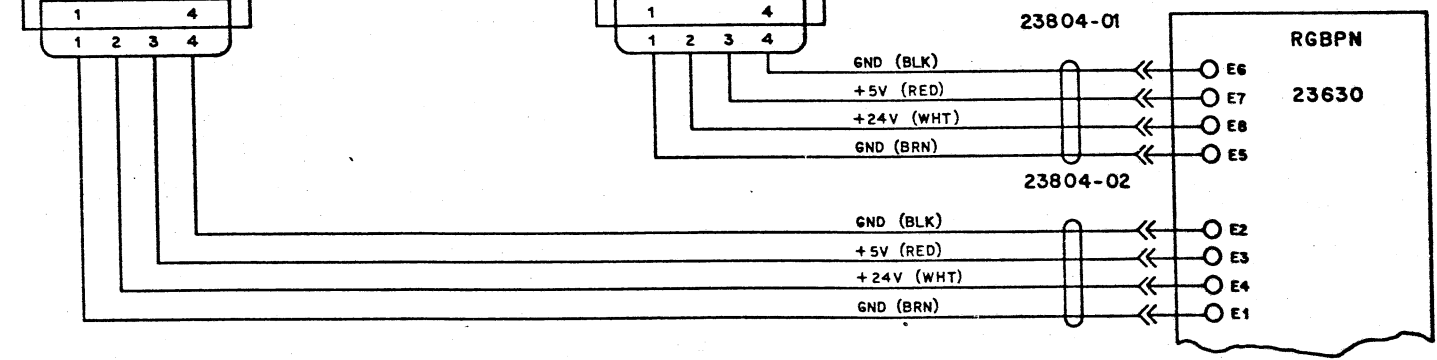 1 4
1 2 3 4
1 4
1 2 3 4
23804-01
RGBPN
23630
GND (BLK)
E6
+5V (RED)
E7
+24V (WHT)
E8
GND (BRN)
E5
23804-02
GND (BLK)
E2
+5V (RED)
E3
+24V (WHT)
E4
GND (BRN)
E1